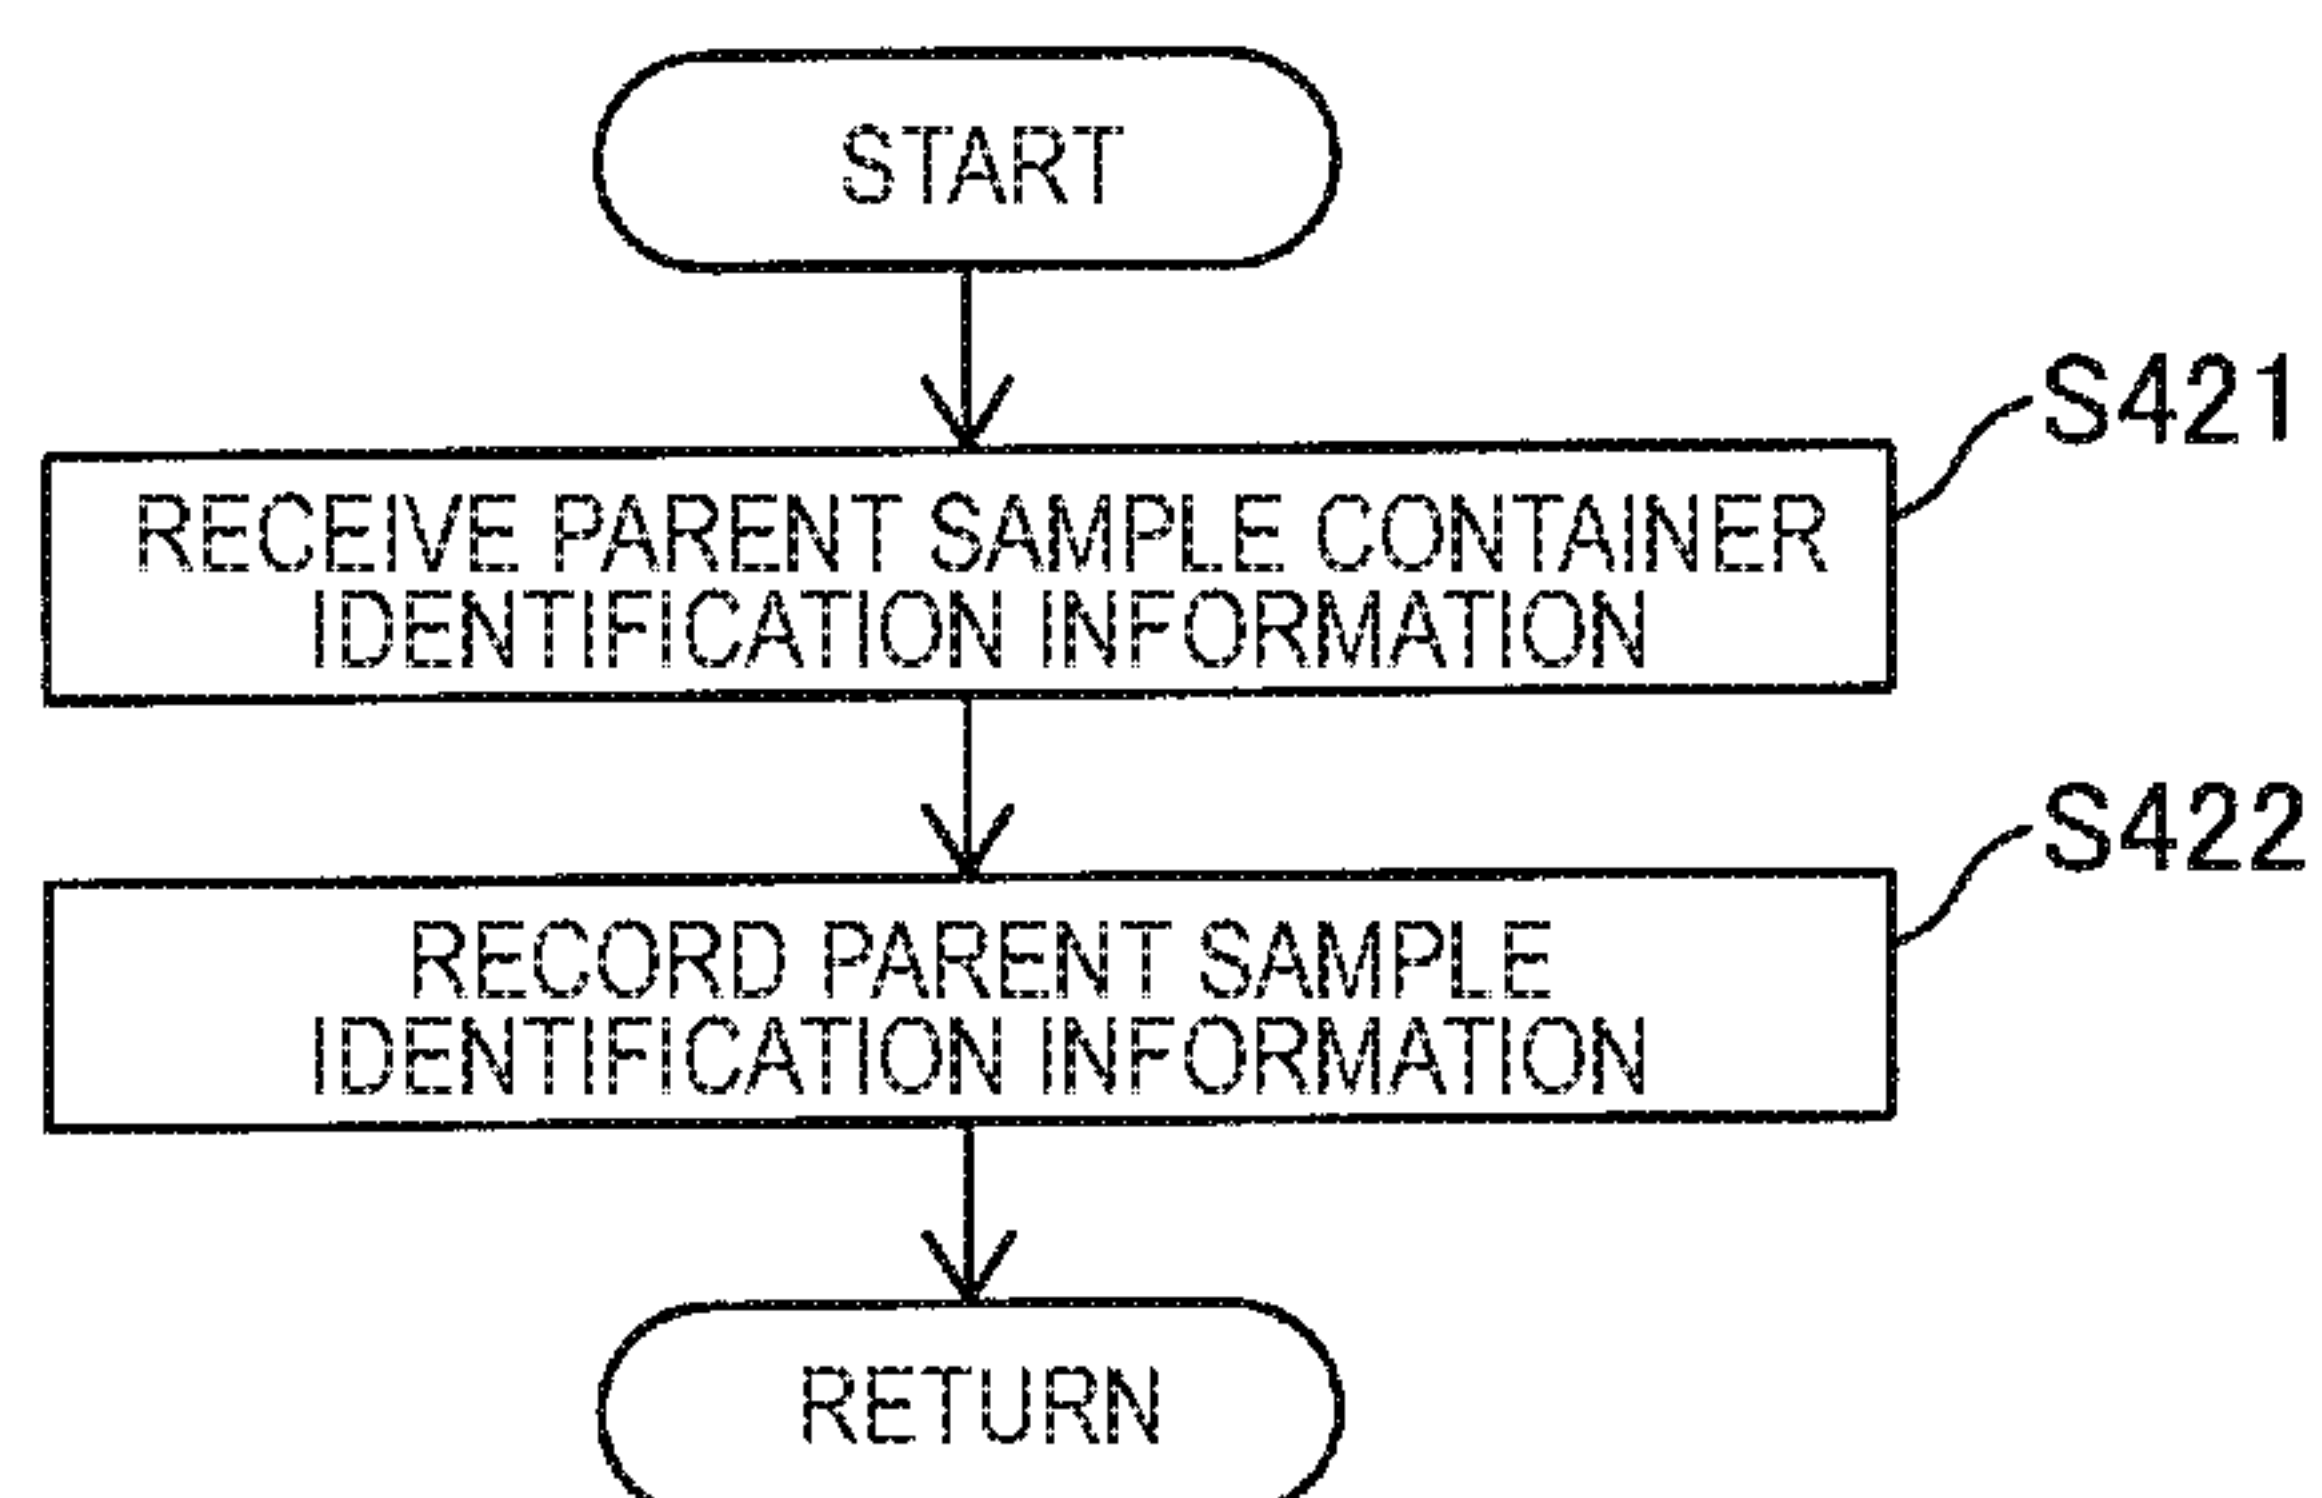 START
S421
RECEIVE PARENT SAMPLE CONTAINER
IDENTIFICATION INFORMATION
S422
RECORD PARENT SAMPLE
IDENTIFICATION INFORMATION
RETURN